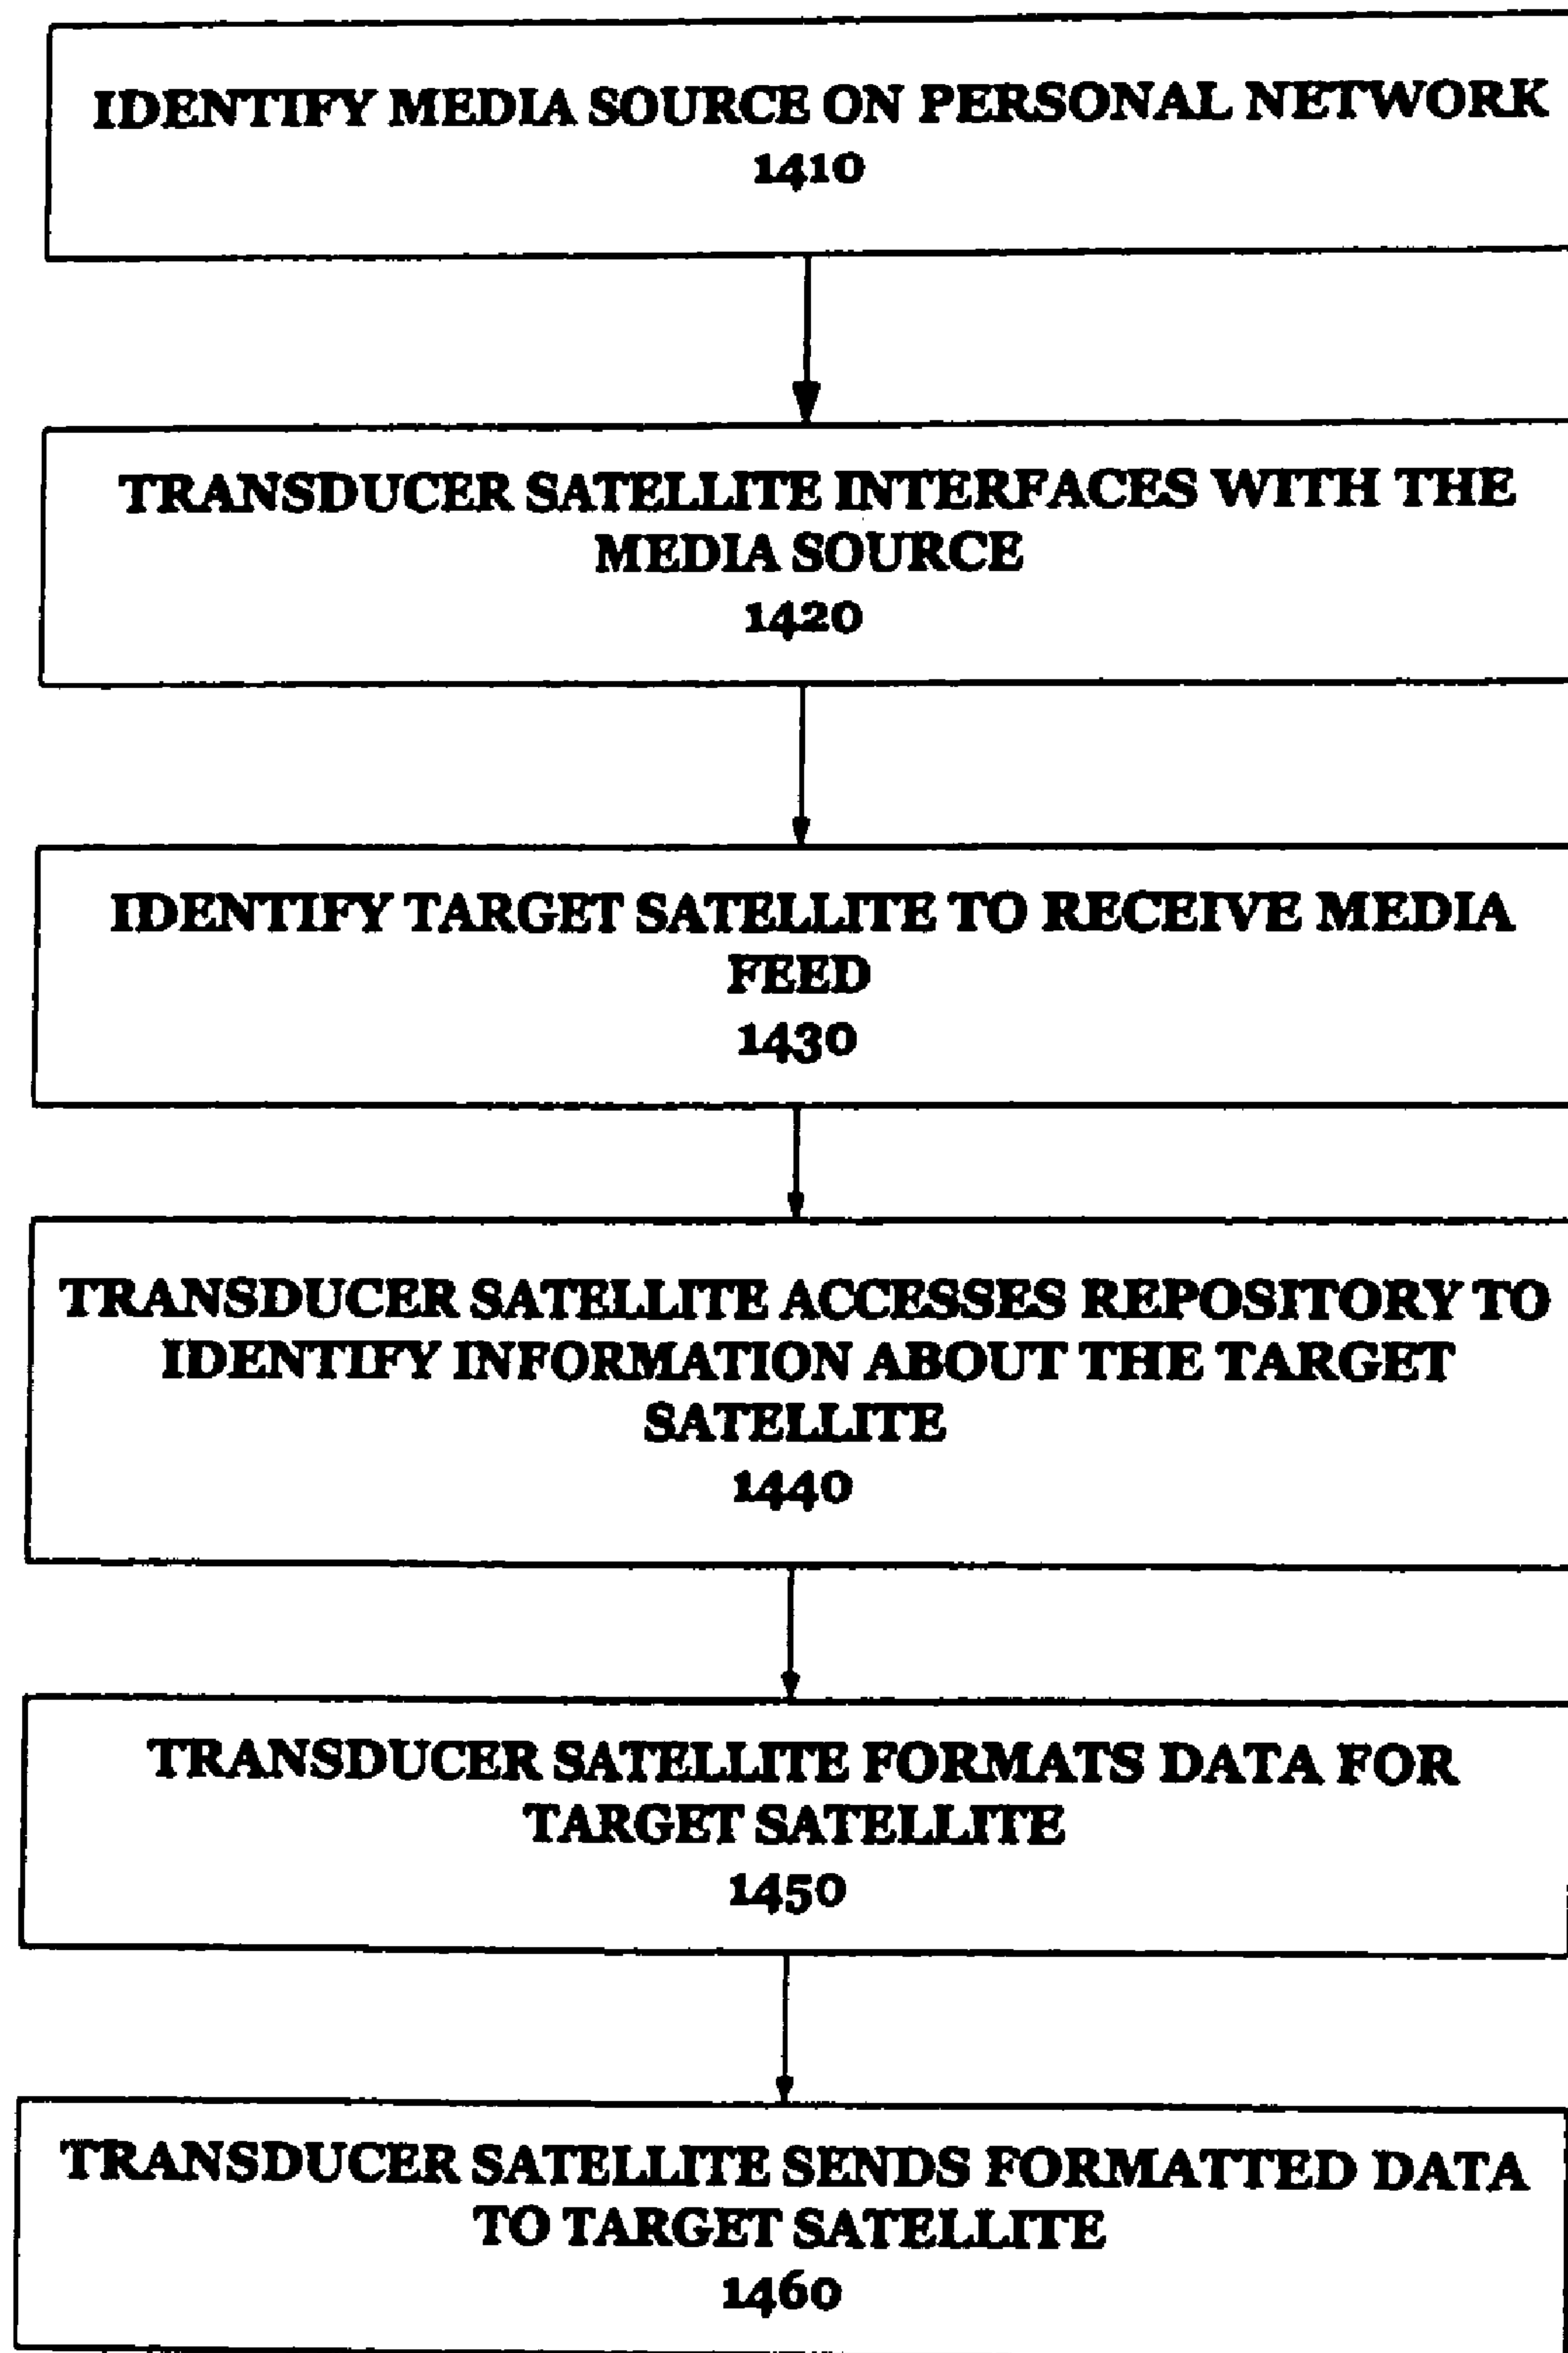 IDENTIFY MEDIA SOURCE ON PERSONAL NETWORK
1410
TRANSDUCER SATELLITE INTERFACES WITH THE
MEDIA SOURCE
1420
IDENTIFY TARGET SATELLITE TO RECEIVE MEDIA
FEED
1430
TRANSDUCER SATELLITE ACCESSES REPOSITORY TO
IDENTIFY INFORMATION ABOUT THE TARGET
SATELLITE
1440
TRANSDUCER SATELLITE FORMATS DATA FOR
TARGET SATELLITE
1450
TRANSDUCER SATELLITE SENDS FORMATTED DATA
TO TARGET SATELLITE
1460